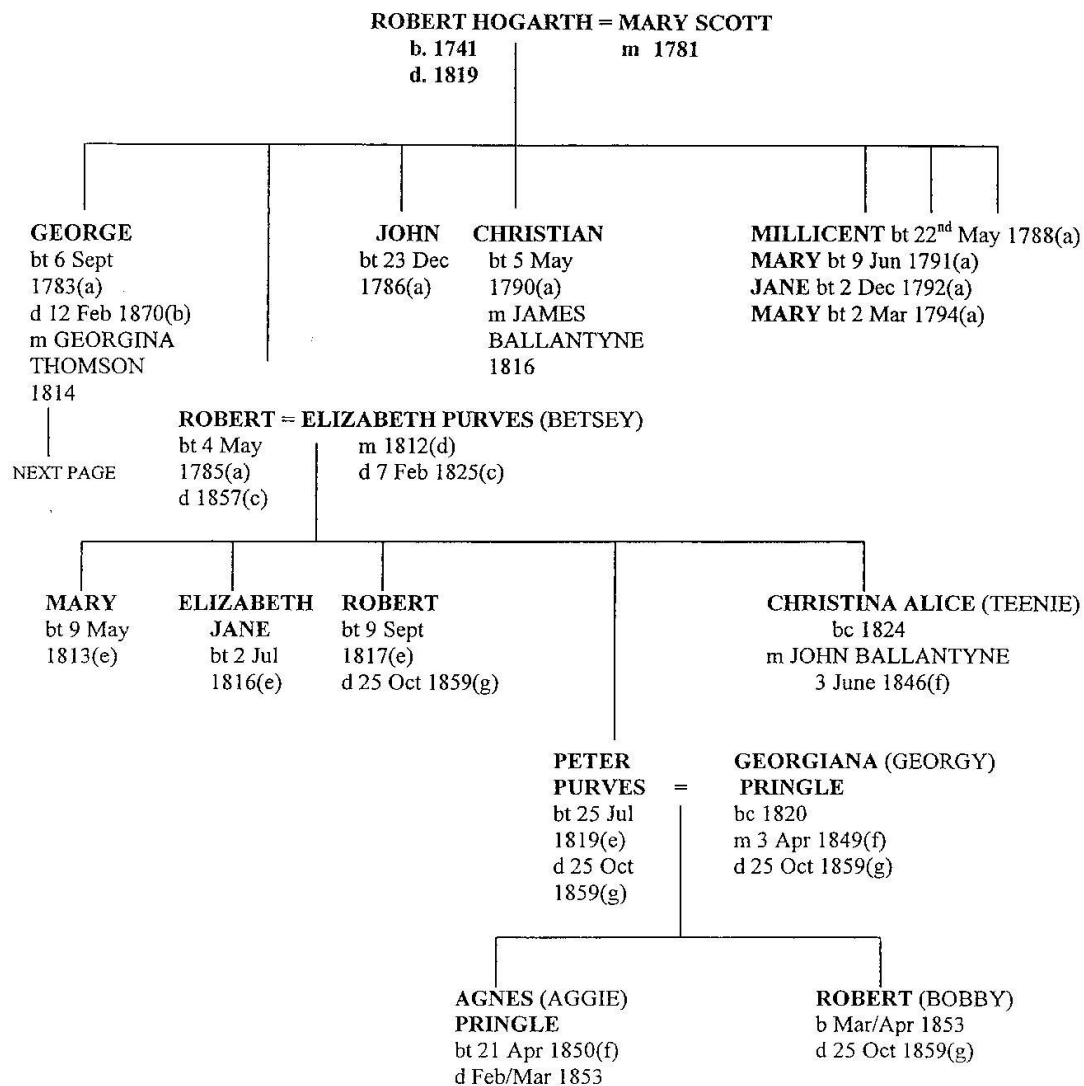 ROBERT HOGARTH = MARY SCOTT
b. 1741 m 1781
d. 1819
GEORGE
bt 6 Sept
1783(a)
d 12 Feb 1870(b)
m GEORGINA
THOMSON
1814
NEXT PAGE
JOHN
bt 23 Dec
1786(a)
CHRISTIAN
bt 5 May
1790(a)
m JAMES
BALLANTYNE
1816
MILLICENT bt 22nd May 1788(a)
MARY bt 9 Jun 1791(a)
JANE bt 2 Dec 1792(a)
MARY bt 2 Mar 1794(a)
ROBERT = ELIZABETH PURVES (BETSEY)
bt 4 May m 1812(d)
1785(a) d 7 Feb 1825(c)
d 1857(c)
MARY
bt 9 May
1813(e)
ELIZABETH
JANE
bt 2 Jul
1816(e)
ROBERT
bt 9 Sept
1817(e)
d 25 Oct 1859(g)
CHRISTINA ALICE (TEENIE)
bc 1824
m JOHN BALLANTYNE
3 June 1846(f)
PETER GEORGIANA (GEORGY)
PURVES = PRINGLE
bt 25 Jul bc 1820
1819(e) m 3 Apr 1849(f)
d 25 Oct d 25 Oct 1859(g)
1859(g)
AGNES (AGGIE)
PRINGLE
bt 21 Apr 1850(f)
d Feb/Mar 1853
ROBERT (BOBBY)
b Mar/Apr 1853
d 25 Oct 1859(g)